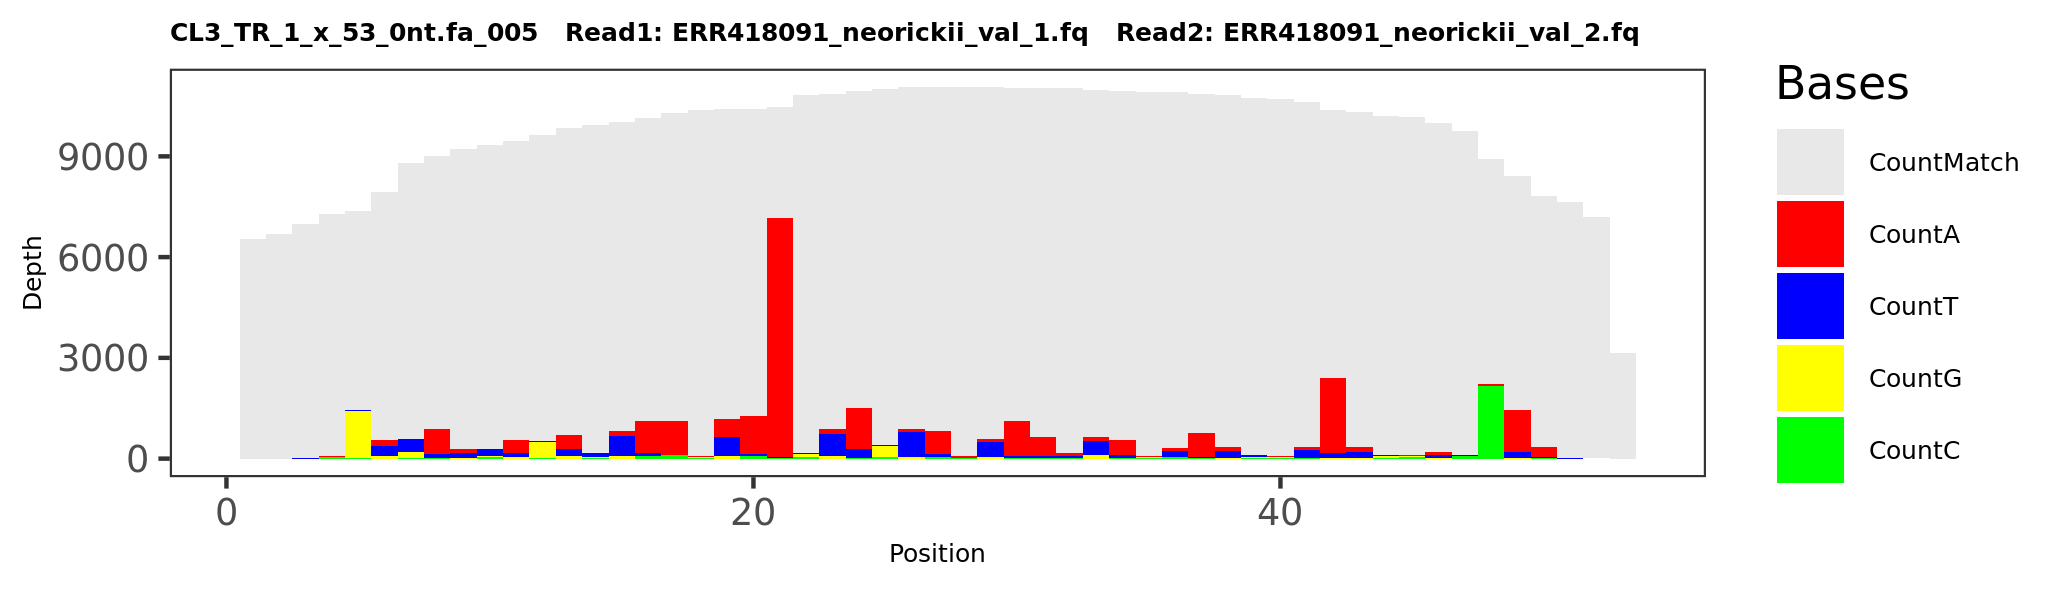 CL3_TR_1_x_53_0nt.fa_005 Read1: ERR418091_neorickii_val_1.fq Read2: ERR418091_neorickii_val_2.fq
Bases
CountMatch
CountA
CountT
CountG
CountC
Depth
9000
6000
3000
0
0 20 40
Position